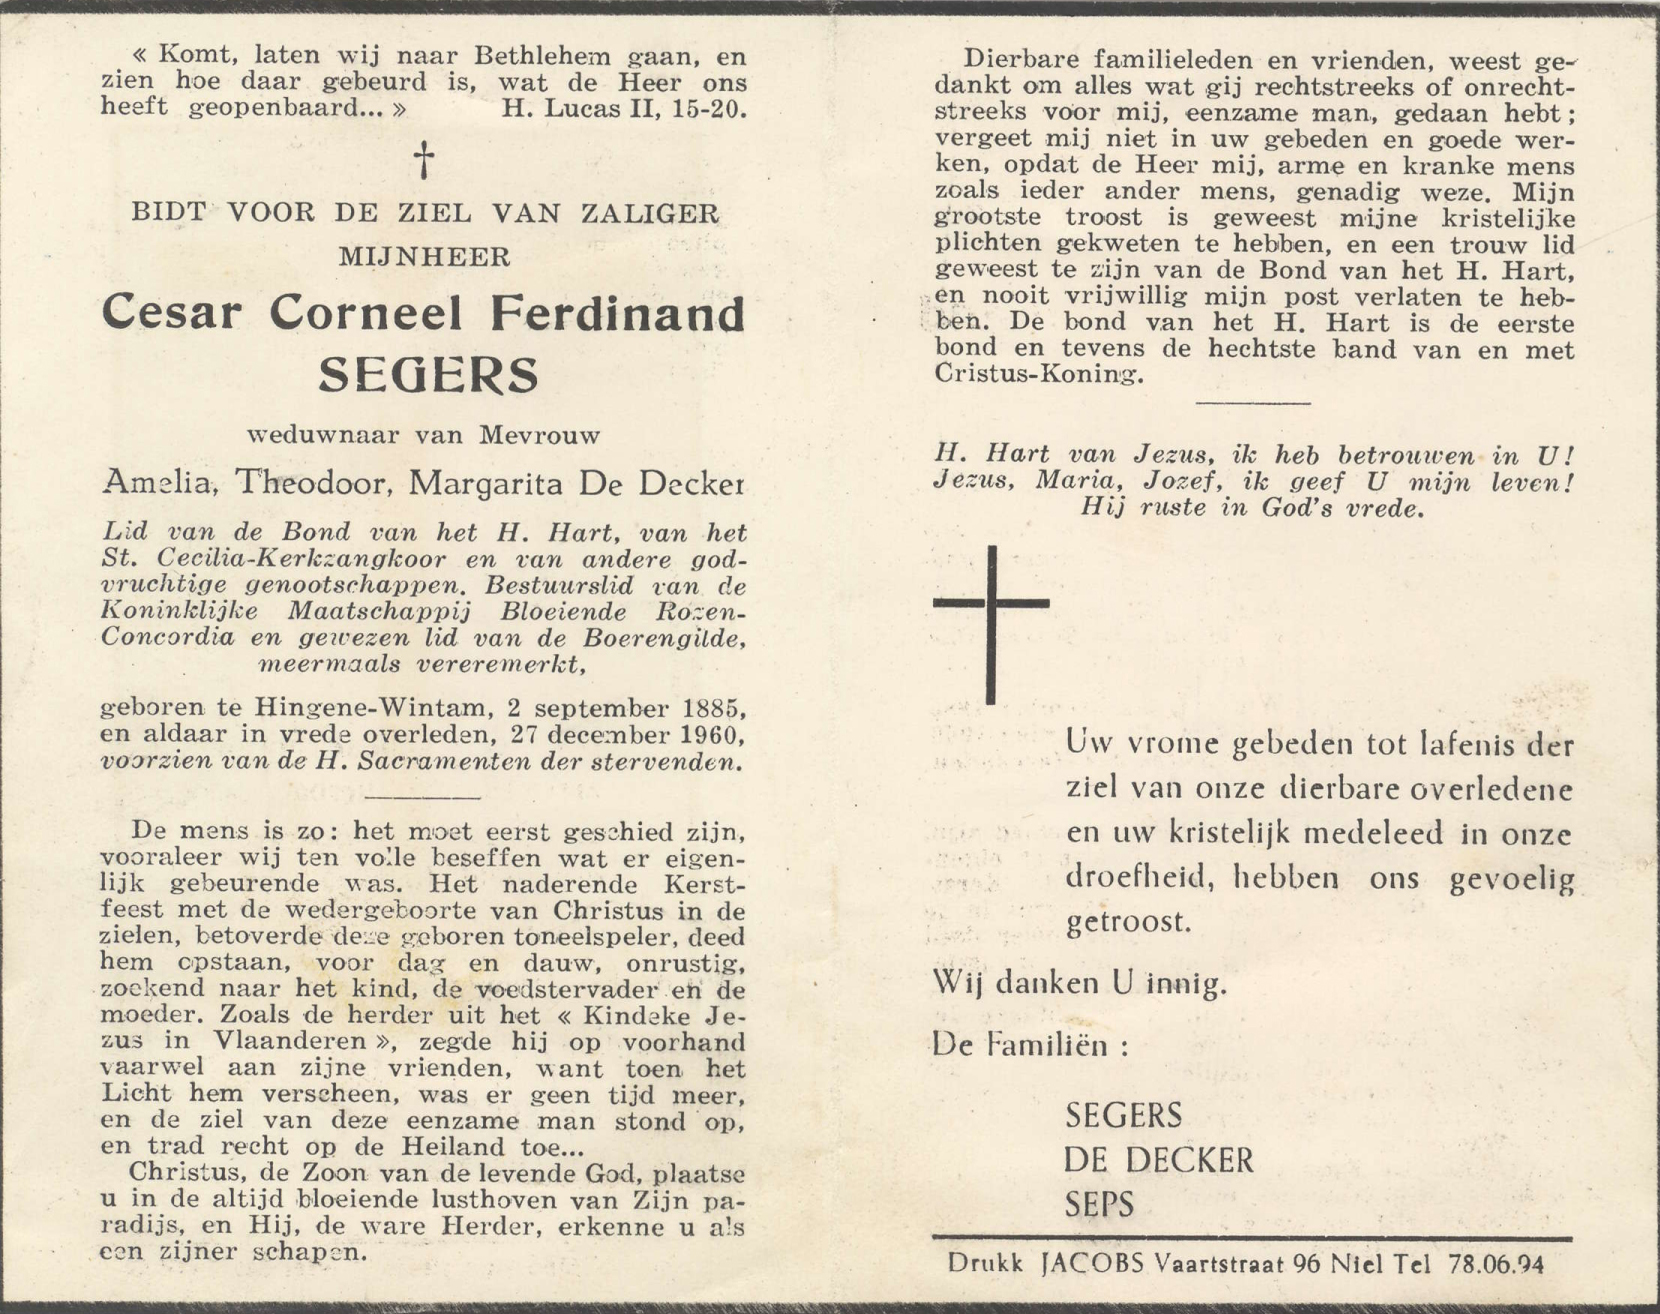 « Komt, laten wij naar Bethlehem gaan, en
zien hoe daar gebeurd is, wat de Heer ons
heeft geopenbaard... » H. Lucas II, 15-20.
BIDT VOOR DE ZIEL VAN ZALIGER
MIJNHEER
Cesar Corneel Ferdinand
SEGERS
weduwnaar van Mevrouw
Amelia, Theodoor, Margarita De Decker
Lid van de Bond van het H. Hart, van het
St. Cecilia-Kerkzangkoor en van andere god-
vruchtige genootschappen. Bestuurslid van de
Koninklijke Maatschappij Bloeiende Rozen-
Concordia en gewezen lid van de Boerengilde,
meermaals vereremerkt,
geboren te Hingene-Wintam, 2 september 1885,
en aldaar in vrede overleden, 27 december 1960,
voorzien van de H. Sacramenten der stervenden.
De mens is zo: het moet eerst geschied zijn,
vooraleer wij ten volle beseffen wat er eigen-
lijk gebeurende was. Het naderende Kerst-
feest met de wedergeboorte van Christus in de
zielen, betoverde deze geboren toneelspeler, deed
hem opstaan, voor dag en dauw, onrustig,
zoekend naar het kind, de voedstervader en de
moeder. Zoals de herder uit het « Kindeke Je-
zus in Vlaanderen », zegde hij op voorhand
vaarwel aan zijne vrienden, want toen het
Licht hem verscheen, was er geen tijd meer,
en de ziel van deze eenzame man stond op,
en trad recht op de Heiland toe...
Christus, de Zoon van de levende God, plaatse
u in de altijd bloeiende lusthoven van Zijn pa-
radijs, en Hij, de ware Herder, erkenne u als
een zijner schapen.
Dierbare familieleden en vrienden, weest ge-
dankt om alles wat gij rechtstreeks of onrecht-
streeks voor mij, eenzame man, gedaan hebt;
vergeet mij niet in uw gebeden en goede wer-
ken, opdat de Heer mij, arme en kranke mens
zoals ieder ander mens, genadig weze. Mijn
grootste troost is geweest mijne kristelijke
plichten gekweten te hebben, en een trouw lid
geweest te zijn van de Bond van het H. Hart,
en nooit vrijwillig mijn post verlaten te heb-
ben. De bond van het H. Hart is de eerste
bond en tevens de hechtste band van en met
Cristus-Koning.
H. Hart van Jezus, ik heb betrouwen in U!
Jezus, Maria, Jozef, ik geef U mijn leven!
Hij ruste in God's vrede.
Uw vrome gebeden tot lafenis der
ziel van onze dierbare overledene
en uw kristelijk medeleed in onze
droefheid, hebben ons gevoelig
getroost.
Wij danken U innig.
De Familiën :
SEGERS
DE DECKER
SEPS
Drukk JACOBS Vaartstraat 96 Niel Tel 78.06.94